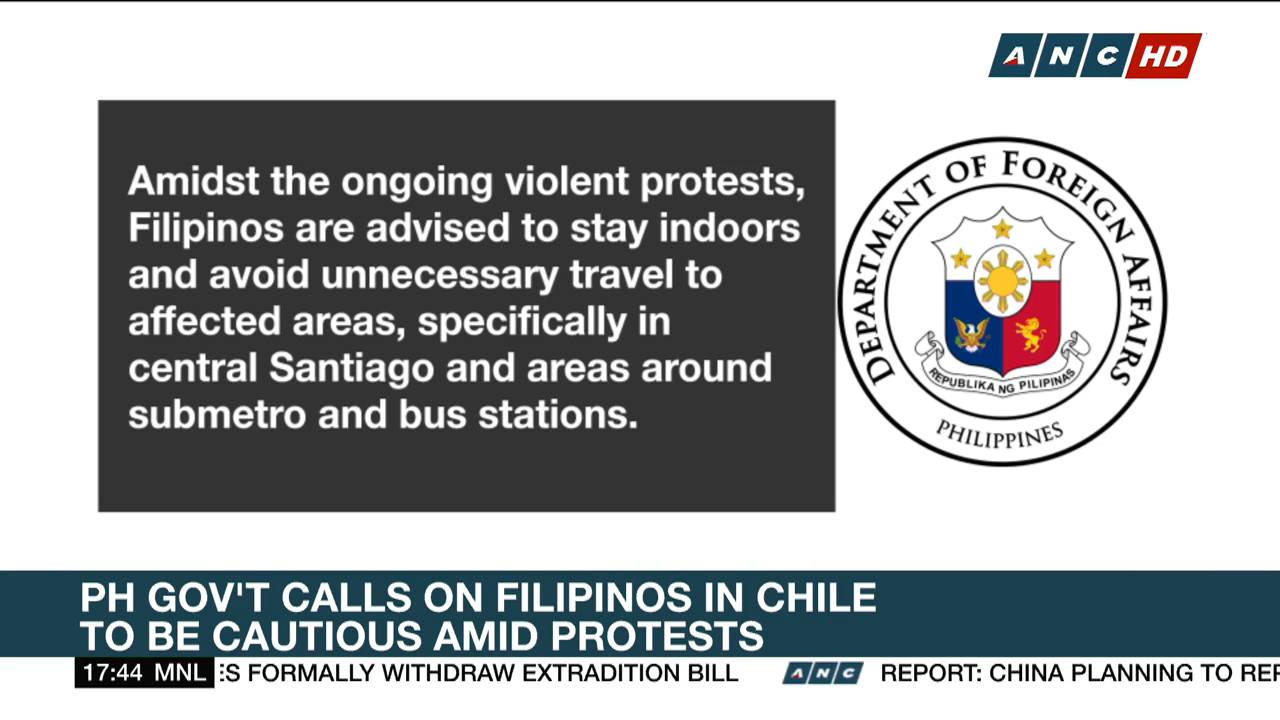 ANC HD
Amidst the ongoing violent protests,
Filipinos are advised to stay indoors
and avoid unnecessary travel to
affected areas, specifically in
central Santiago and areas around
submetro and bus stations.
DEPARTMENT OF FOREIGN AFFAIRS
REPUBLIKA NG PILIPINAS
PHILIPPINES
PH GOV'T CALLS ON FILIPINOS IN CHILE
TO BE CAUTIOUS AMID PROTESTS
17:44 MNL FORMALLY WITHDRAW EXTRADITION BILL ANC REPORT: CHINA PLANNING TO